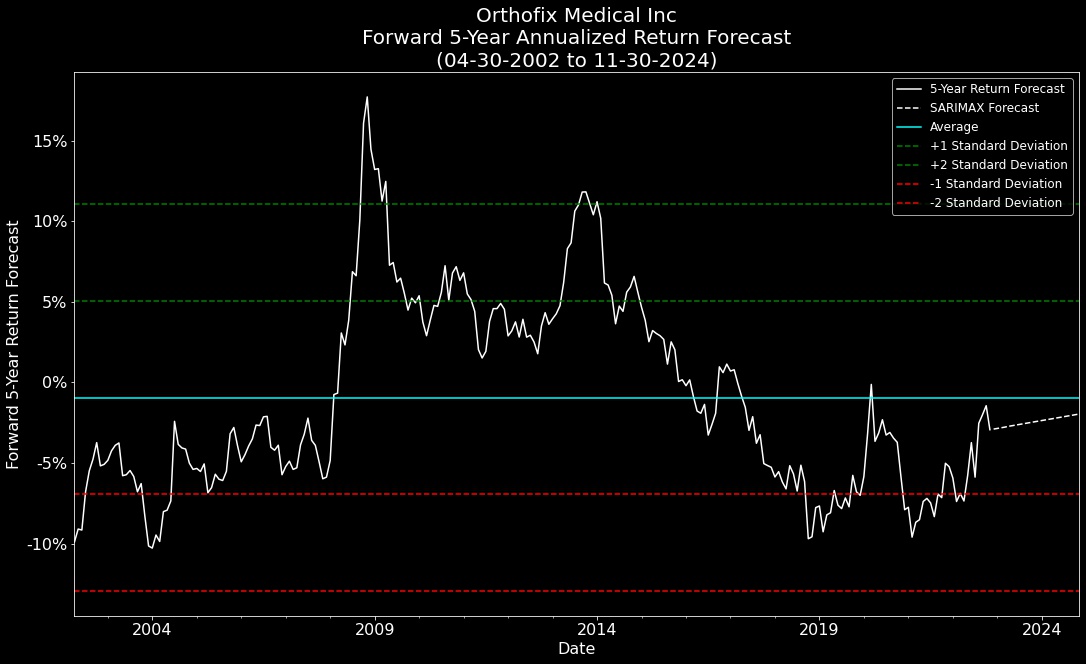 Orthofix Medical Inc
Forward 5-Year Annualized Return Forecast
(04-30-2002 to 11-30-2024)
5-Year Return Forecast
SARIMAX Forecast
Average
+1 Standard Deviation
+2 Standard Deviation
-1 Standard Deviation
-2 Standard Deviation
Forward 5-Year Return Forecast
15%
10%
5%
0%
-5%
-10%
2004
2009
2014
2019
2024
Date